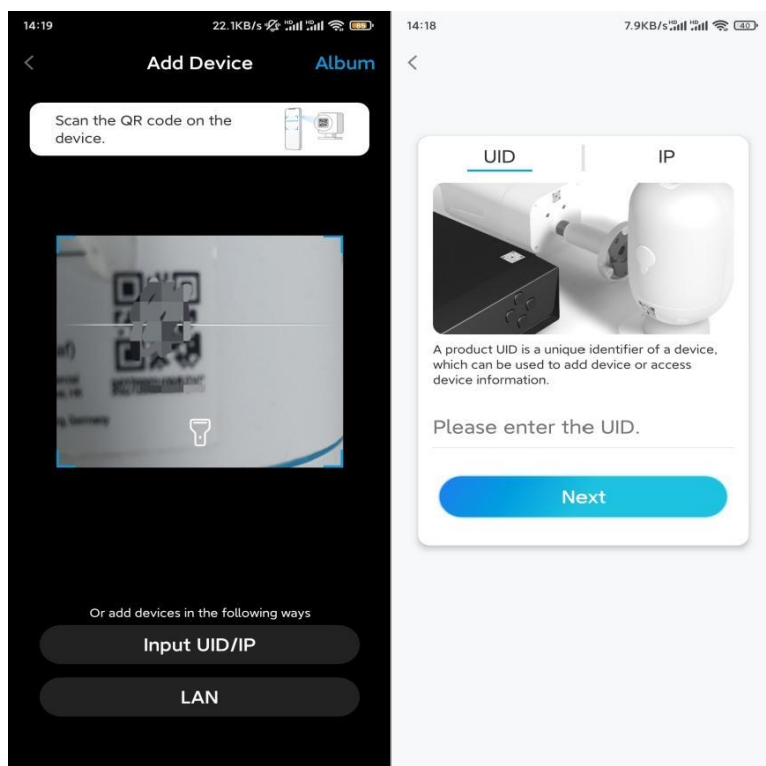 14:19
22.1KB/s
85
Add Device
Album
Scan the QR code on the
device.
Or add devices in the following ways
Input UID/IP
LAN
14:18
7.9KB/s
40
UID
IP
A product UID is a unique identifier of a device,
which can be used to add device or access
device information.
Please enter the UID.
Next